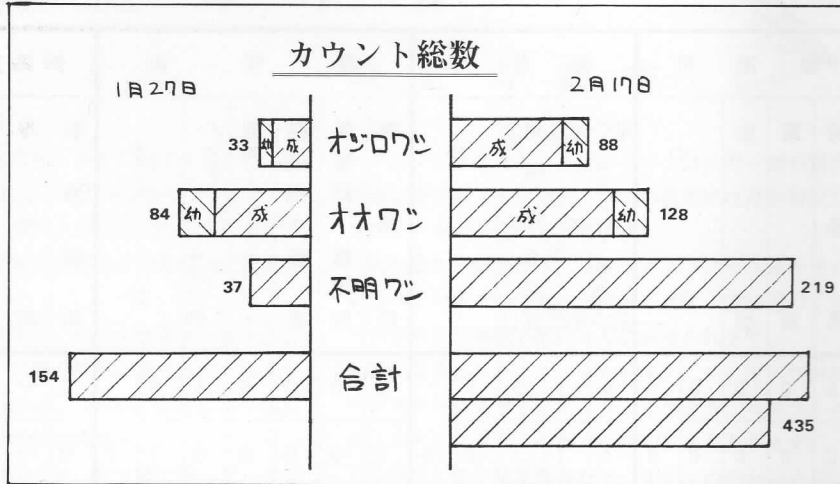 カウント総数
1月27日
2月17日
33 幼 成 オジロワシ 成 幼 88
84 幼 成 オオワシ 成 幼 128
37 不明ワシ 219
154 合計
435